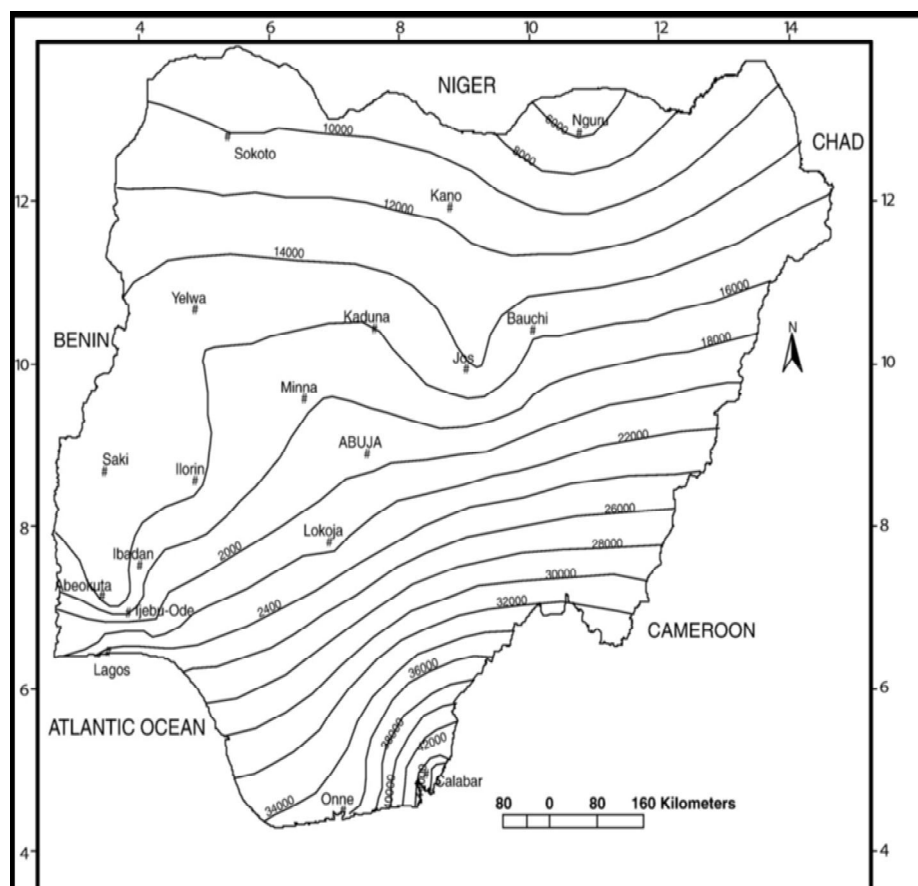 4 6 8 10 12 14
NIGER
Nguru
#
6000
10000
8000
CHAD
Sokoto
#
12 12
Kano
#
12000
14000
Yelwa
#
16000
Kaduna
#
Bauchi
#
18000
BENIN
N
10 10
Jos
#
Minna
#
22000
ABUJA
#
Saki
#
Ilorin
#
26000
Lokoja
#
8 8
2000
28000
Ibadan
#
30000
Abeokuta
#
2400
32000
Ijebu-Ode
#
CAMEROON
Lagos
#
36000
6 6
ATLANTIC OCEAN
38000
42000
Calabar
#
34000
Onne
#
80 0 80 160 Kilometers
4 4